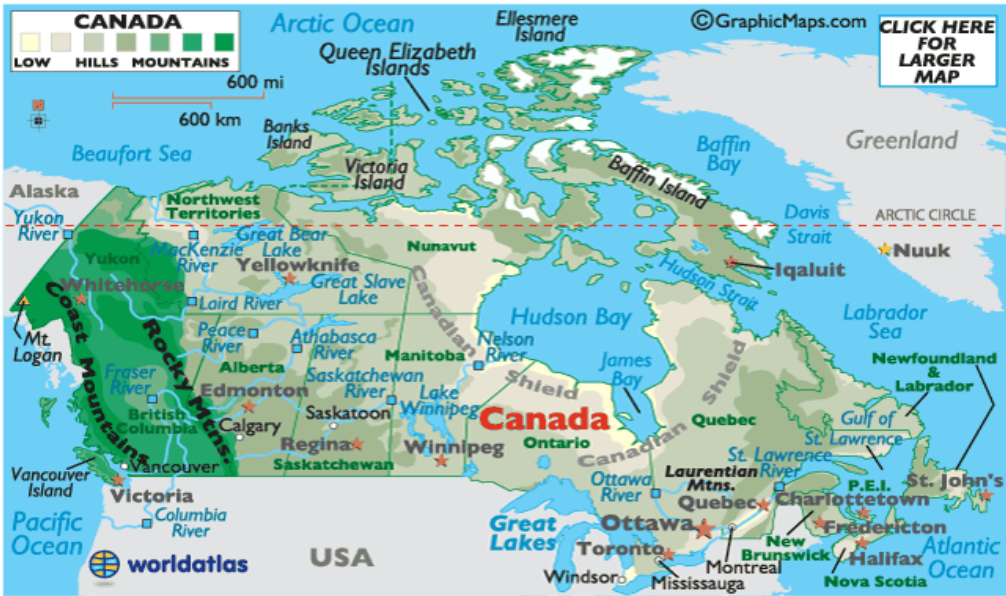 CANADA
LOW HILLS MOUNTAINS
600 mi
600 km
N
Arctic Ocean
Ellesmere
Island
©GraphicMaps.com
CLICK HERE
FOR
LARGER
MAP
Queen Elizabeth
Islands
Banks
Island
Beaufort Sea
Victoria
Island
Baffin
Bay
Greenland
Baffin Island
Alaska
Northwest
Territories
Davis
Strait
ARCTIC CIRCLE
Yukon
River
MacKenzie
River
Great Bear
Lake
Nunavut
Nuuk
Yukon
Yellowknife
Iqaluit
Hudson Strait
Whitehorse
Great Slave
Lake
Laird River
Canadian
Shield
Hudson Bay
Labrador
Sea
Mt.
Logan
Coast Mountains
Rocky Mtns.
Peace
River
Athabasca
River
Manitoba
Nelson
River
James
Bay
Canadian
Shield
Newfoundland
&
Labrador
Fraser
River
Alberta
Edmonton
Saskatchewan
River
Lake
Winnipeg
British
Columbia
Calgary
Saskatoon
Canada
Quebec
Gulf of
St. Lawrence
Regina
Winnipeg
Ontario
Saskatchewan
Laurentian
Mtns.
St. Lawrence
River
Vancouver
Island
Vancouver
Victoria
Ottawa
River
Quebec
P.E.I.
Charlottetown
St. John's
Columbia
River
Pacific
Ocean
Great
Lakes
Ottawa
New
Brunswick
Fredericton
Halifax
Atlantic
Ocean
worldatlas
USA
Toronto
Windsor
Mississauga
Montreal
Nova Scotia